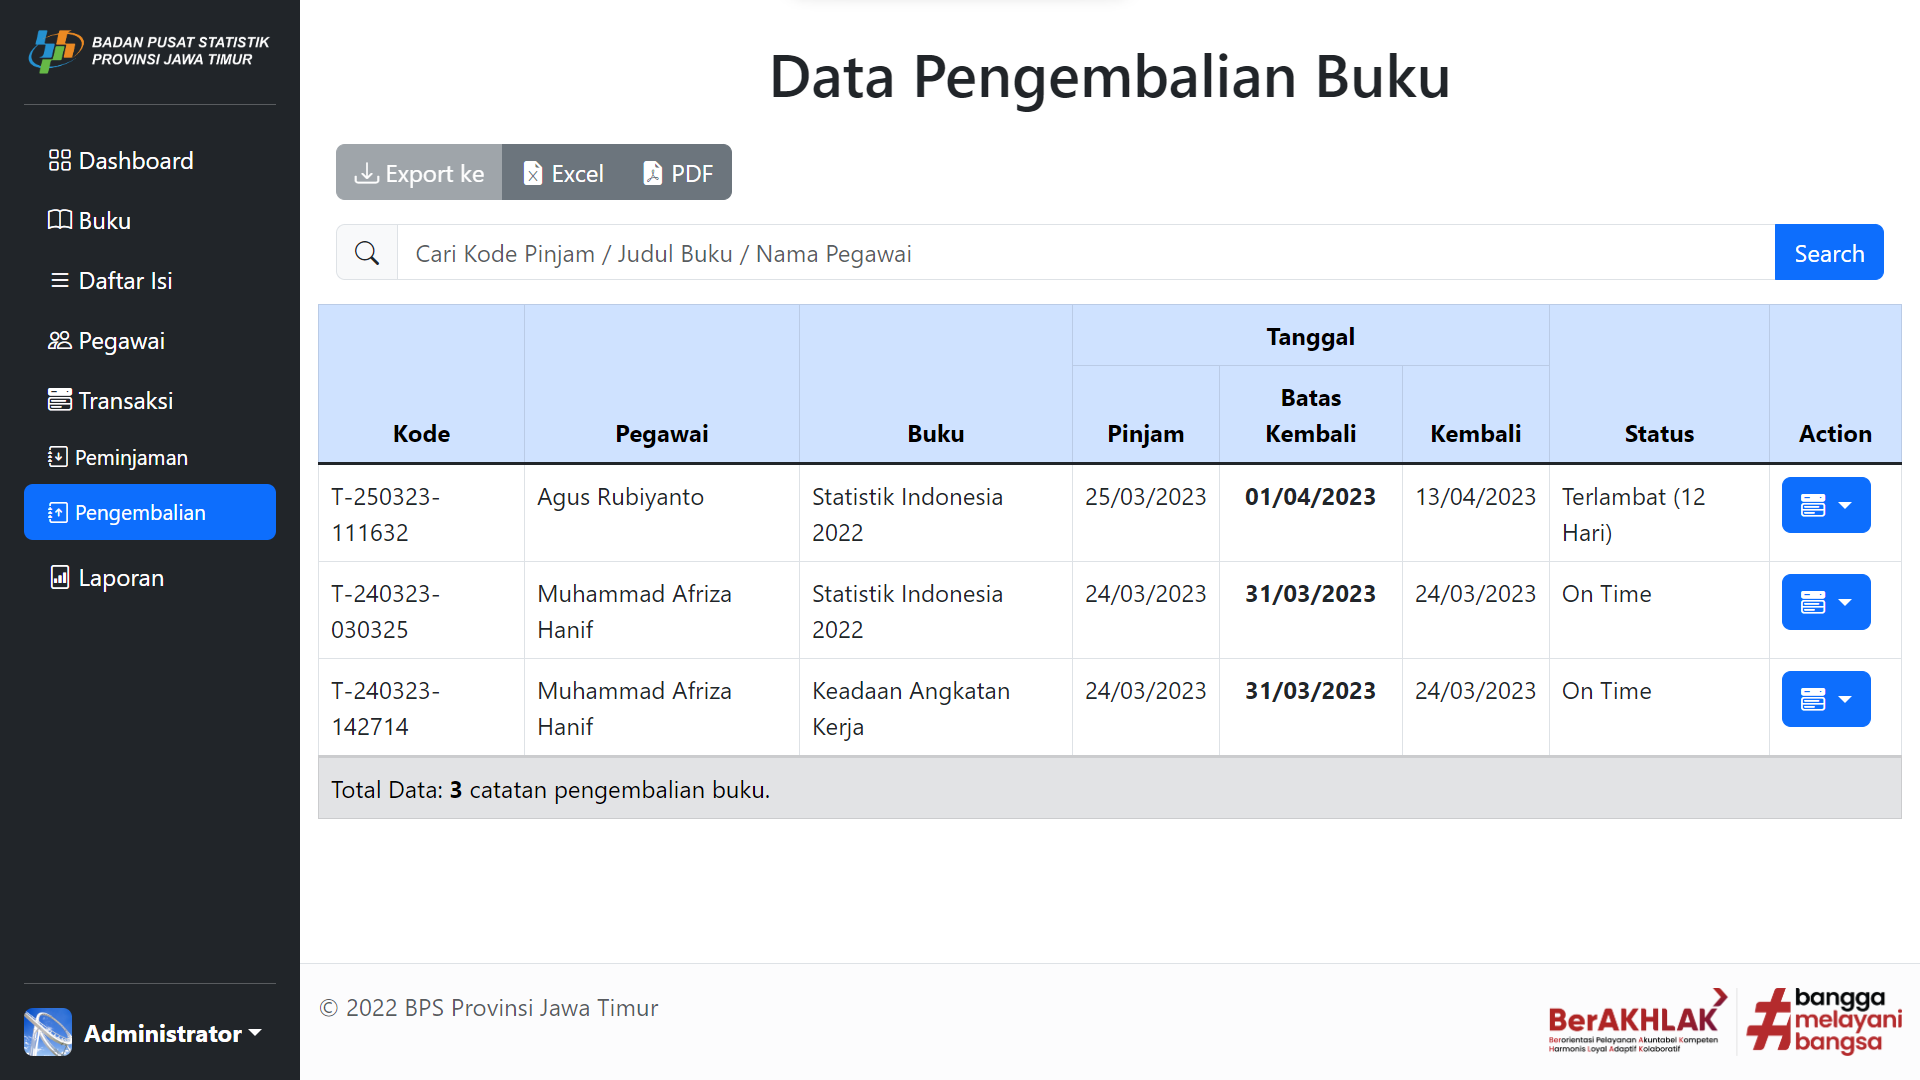 BADAN PUSAT STATISTIK
PROVINSI JAWA TIMUR
Dashboard
Buku
Daftar Isi
Pegawai
Transaksi
Peminjaman
Pengembalian
Laporan
Administrator
Data Pengembalian Buku
Export ke Excel PDF
Cari Kode Pinjam / Judul Buku / Nama Pegawai Search
Tanggal
Kode Pegawai Buku Pinjam Batas Kembali Kembali Status Action
T-250323- Agus Rubiyanto Statistik Indonesia 25/03/2023 01/04/2023 13/04/2023 Terlambat (12
111632 2022 Hari)
T-240323- Muhammad Afriza Statistik Indonesia 24/03/2023 31/03/2023 24/03/2023 On Time
030325 Hanif 2022
T-240323- Muhammad Afriza Keadaan Angkatan 24/03/2023 31/03/2023 24/03/2023 On Time
142714 Hanif Kerja
Total Data: 3 catatan pengembalian buku.
© 2022 BPS Provinsi Jawa Timur
BerAKHLAK
Berorientasi Pelayanan Akuntabel Kompeten
Harmonis Loyal Adaptif Kolaboratif
# bangga
melayani
bangsa